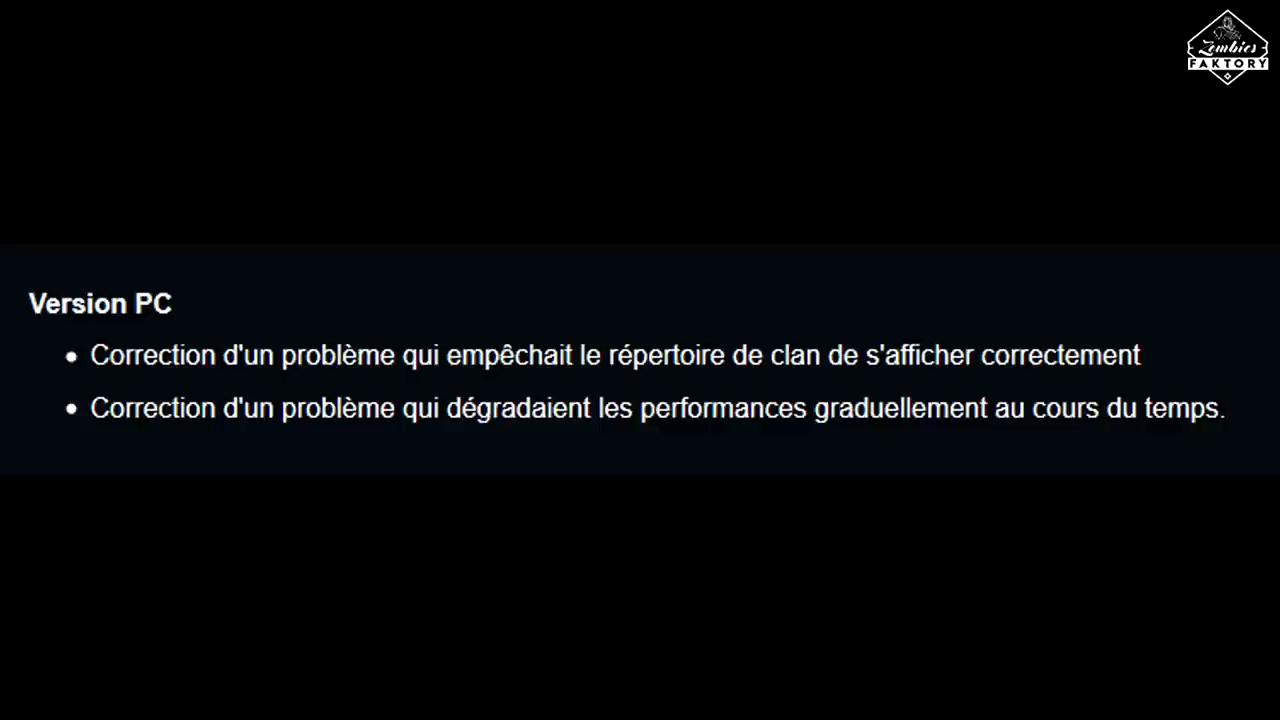 Zombies
FAKTORY
Version PC
• Correction d'un problème qui empêchait le répertoire de clan de s'afficher correctement
• Correction d'un problème qui dégradaient les performances graduellement au cours du temps.